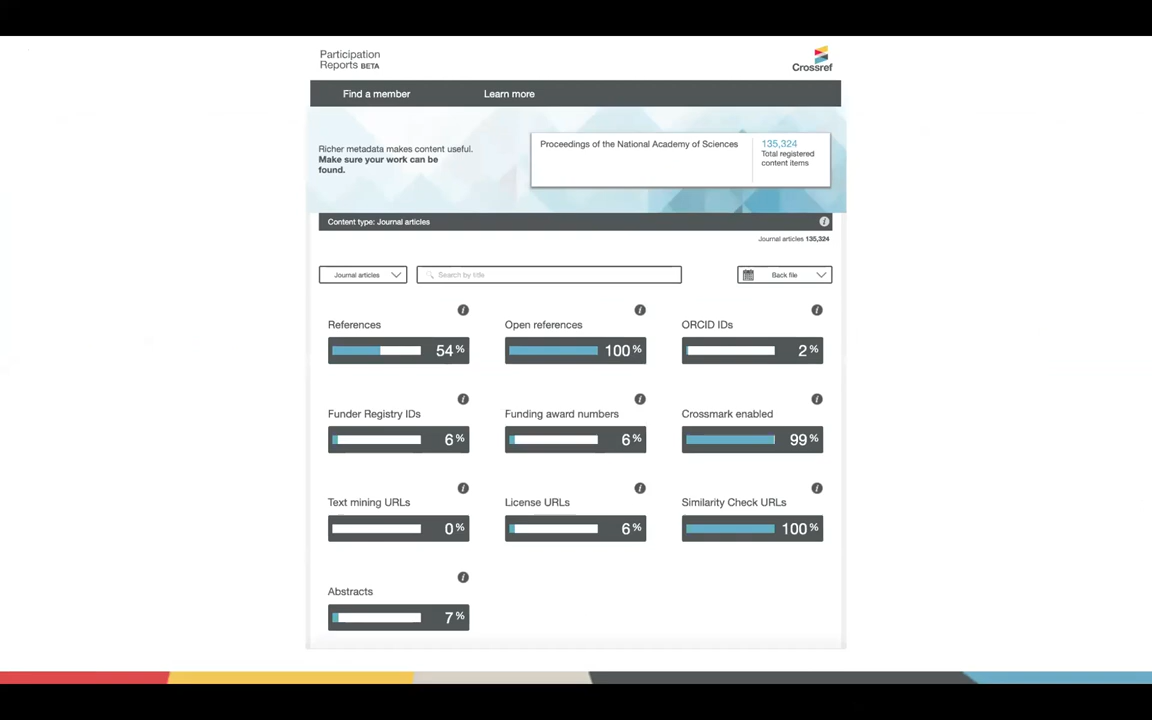 Participation
Reports BETA
Crossref
Find a member
Learn more
Richer metadata makes content useful.
Make sure your work can be
found.
Proceedings of the National Academy of Sciences
135,324
Total registered
content items
Content type: Journal articles
Journal articles 135,324
Journal articles
Search by title
Back file
References
54 %
Open references
100 %
ORCID IDs
2 %
Funder Registry IDs
6 %
Funding award numbers
6 %
Crossmark enabled
99 %
Text mining URLs
0 %
License URLs
6 %
Similarity Check URLs
100 %
Abstracts
7 %